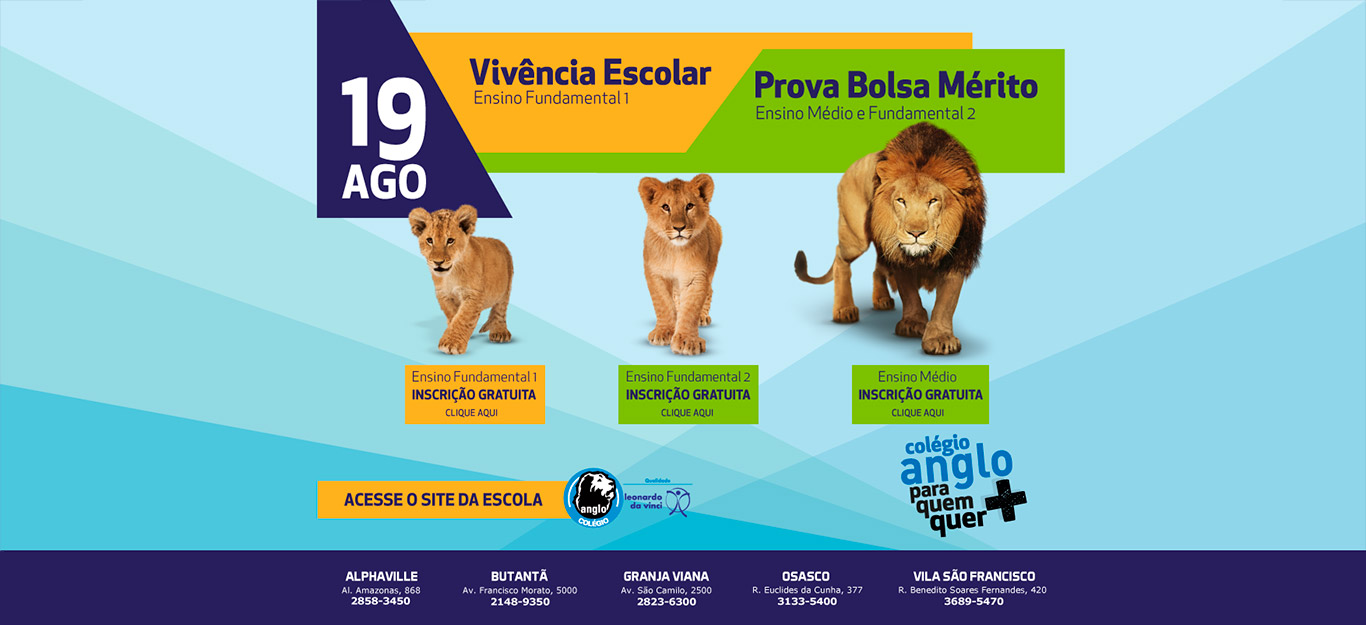 19
AGO
Vivência Escolar
Ensino Fundamental 1
Prova Bolsa Mérito
Ensino Médio e Fundamental 2
Ensino Fundamental 1
INSCRIÇÃO GRATUITA
CLIQUE AQUI
Ensino Fundamental 2
INSCRIÇÃO GRATUITA
CLIQUE AQUI
Ensino Médio
INSCRIÇÃO GRATUITA
CLIQUE AQUI
ACESSE O SITE DA ESCOLA
anglo
COLÉGIO
Qualidade
leonardo
da vinci
colégio
anglo
para
quem
quer +
ALPHAVILLE
Al. Amazonas, 868
2858-3450
BUTANTÃ
Av. Francisco Morato, 5000
2148-9350
GRANJA VIANA
Av. São Camilo, 2500
2823-6300
OSASCO
R. Euclides da Cunha, 377
3133-5400
VILA SÃO FRANCISCO
R. Benedito Soares Fernandes, 420
3689-5470